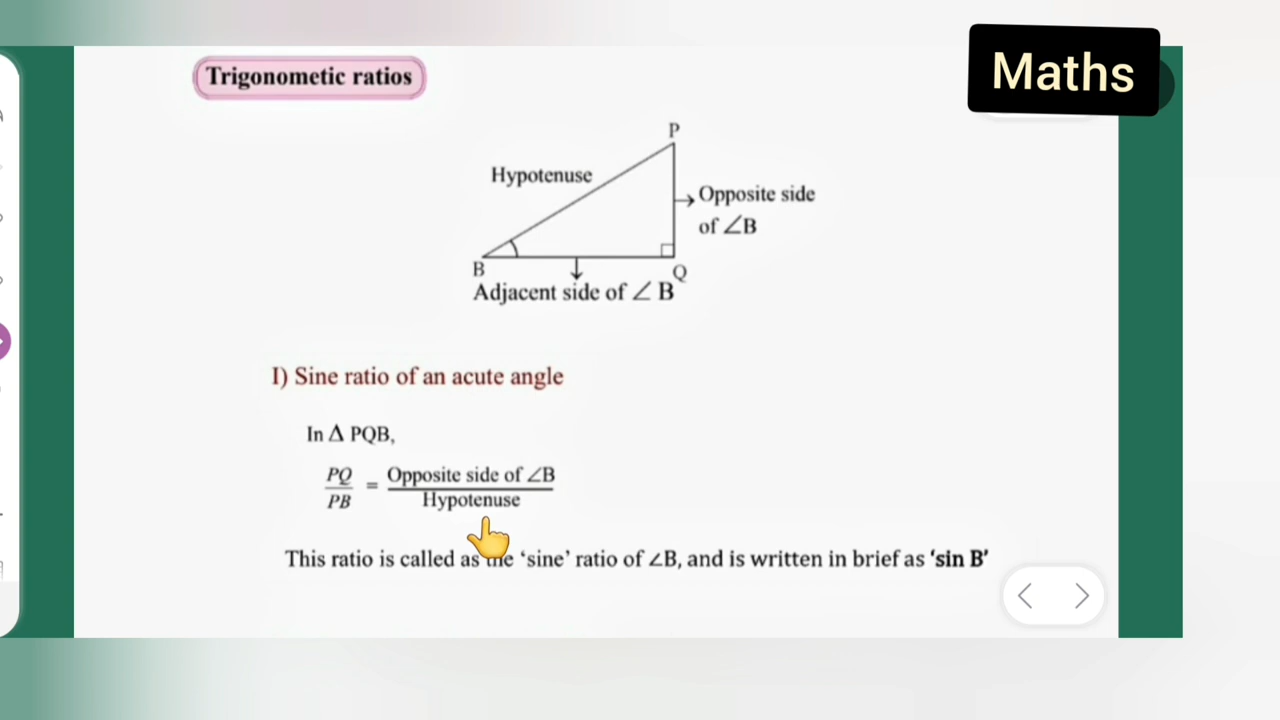 Maths
Trigonometic ratios
P
Hypotenuse
Opposite side
of ∠B
B
Q
Adjacent side of ∠ B
I) Sine ratio of an acute angle
In Δ PQB,
PQ/PB = Opposite side of ∠B/Hypotenuse
This ratio is called as the ‘sine’ ratio of ∠B, and is written in brief as ‘sin B’